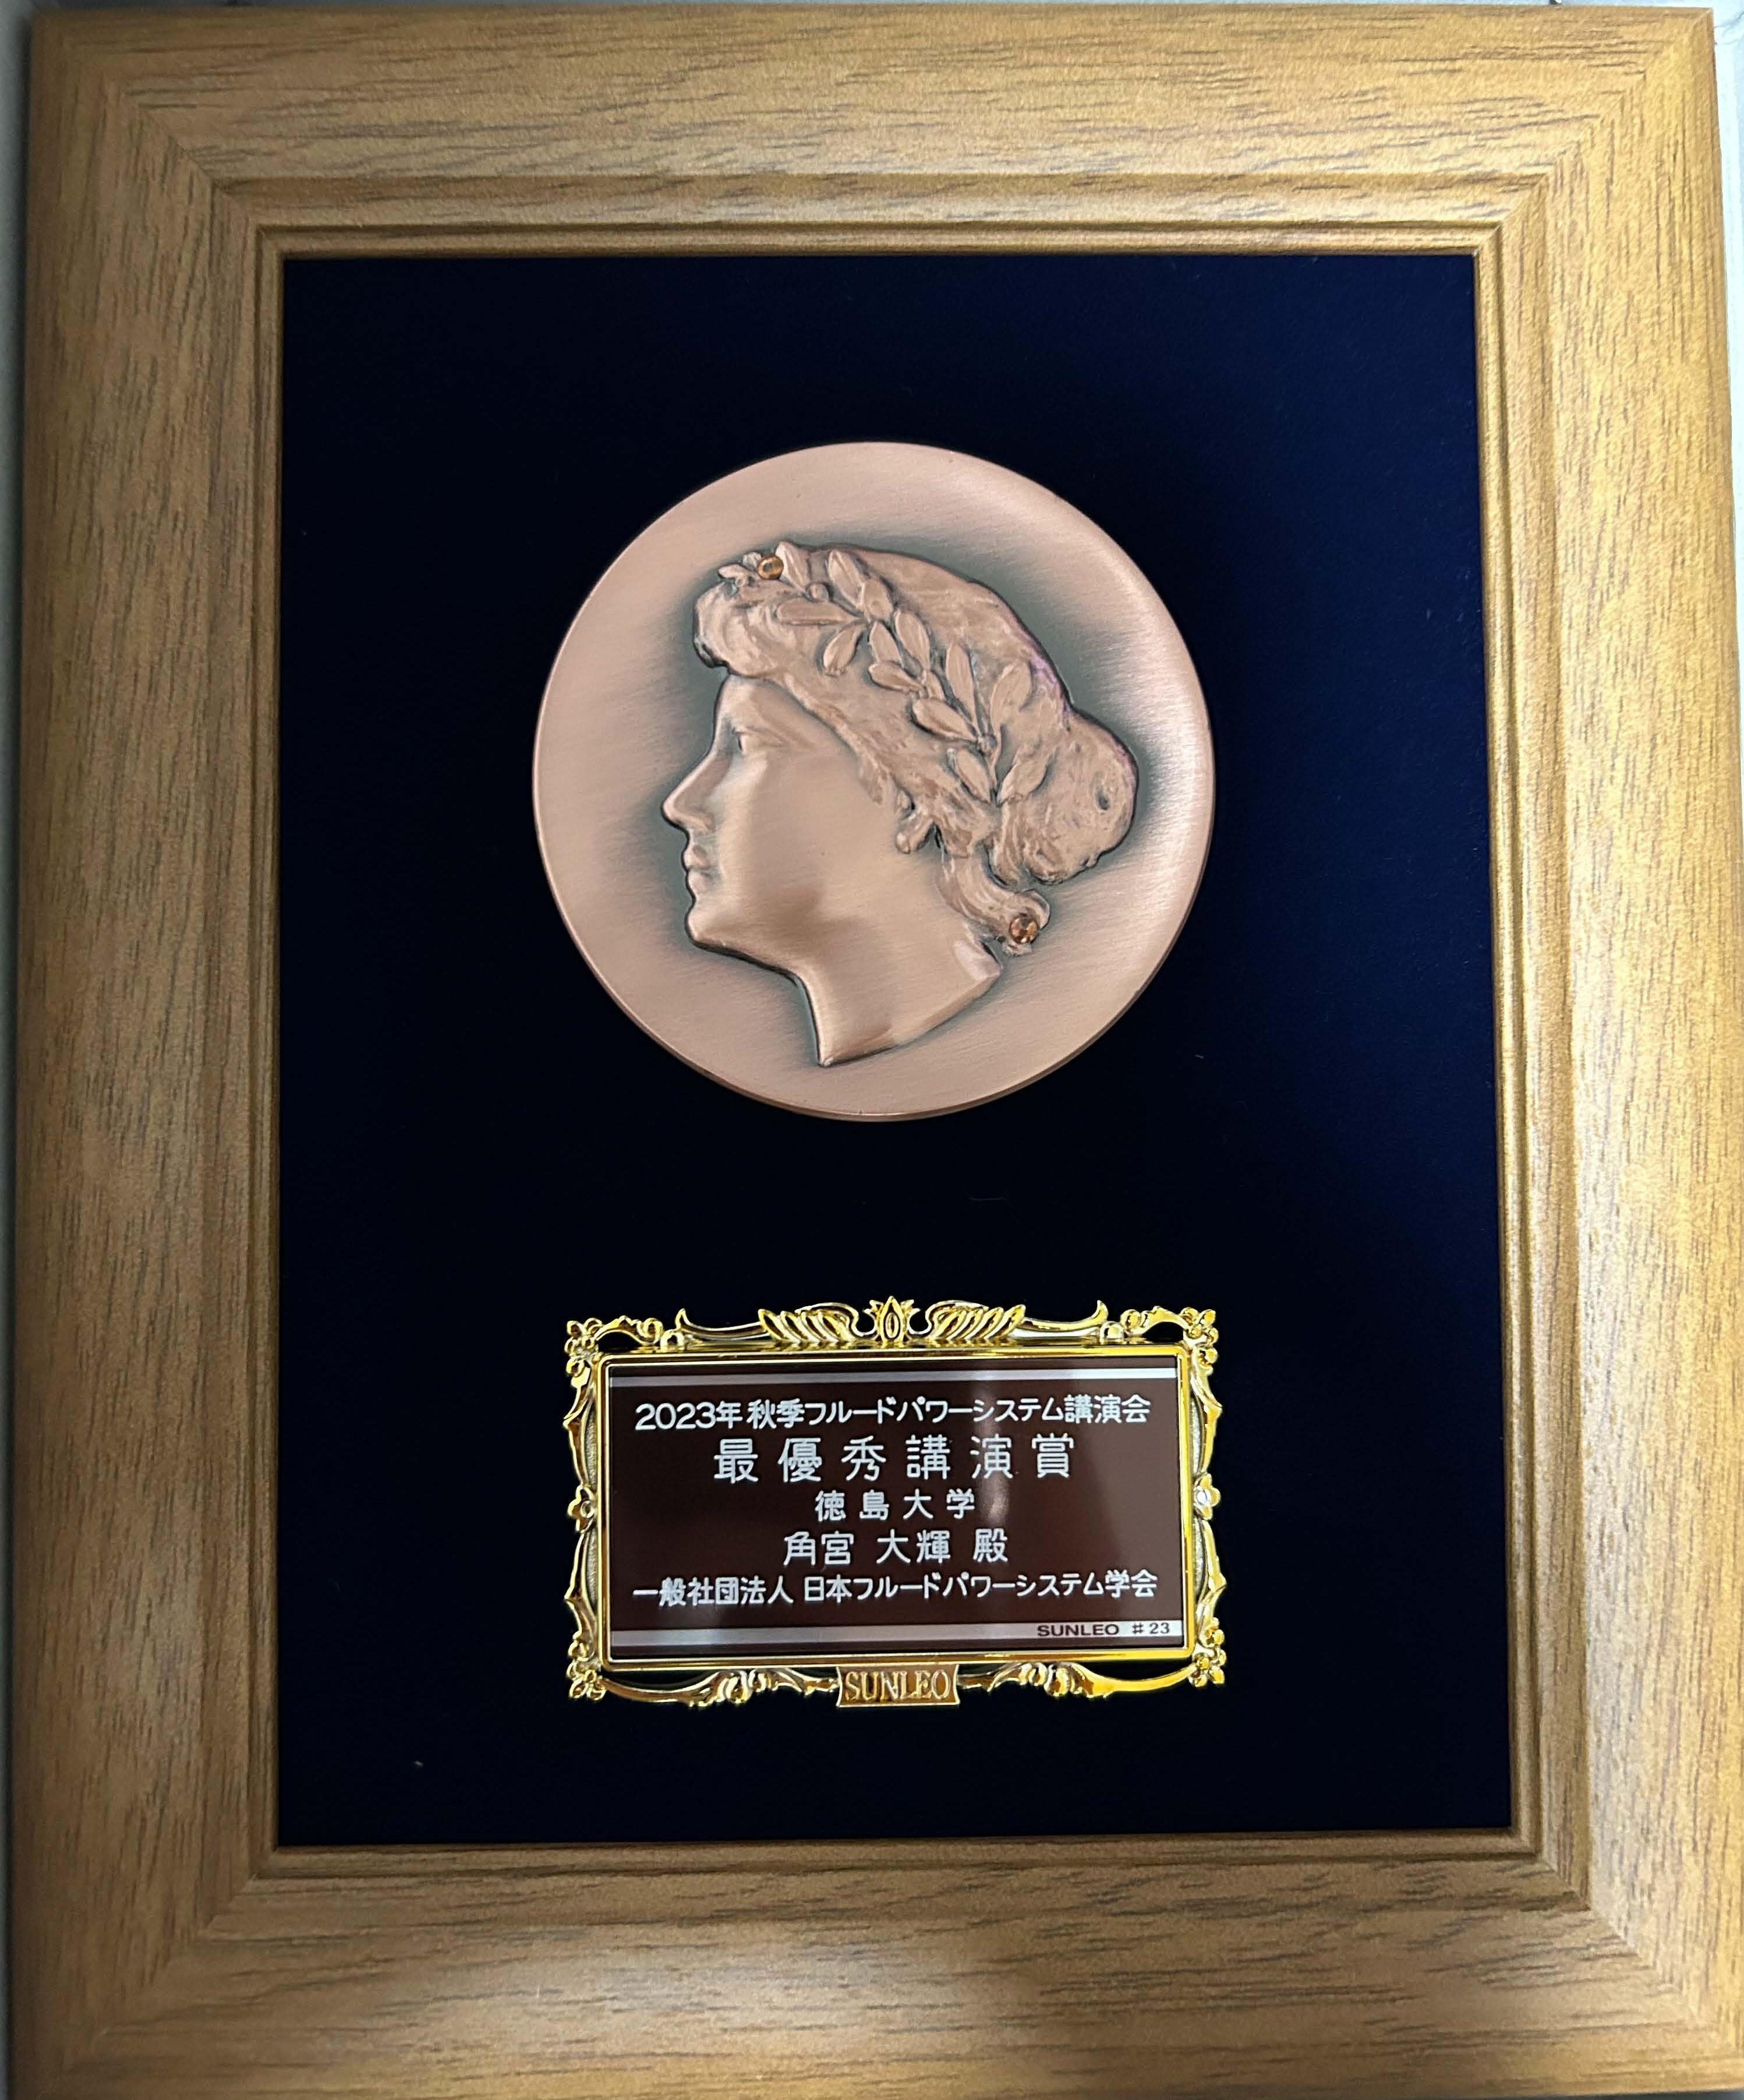 2023年 秋季フルードパワーシステム講演会
最優秀講演賞
徳島大学
角宮 大輝 殿
一般社団法人 日本フルードパワーシステム学会
SUNLEO #23
SUNLEO